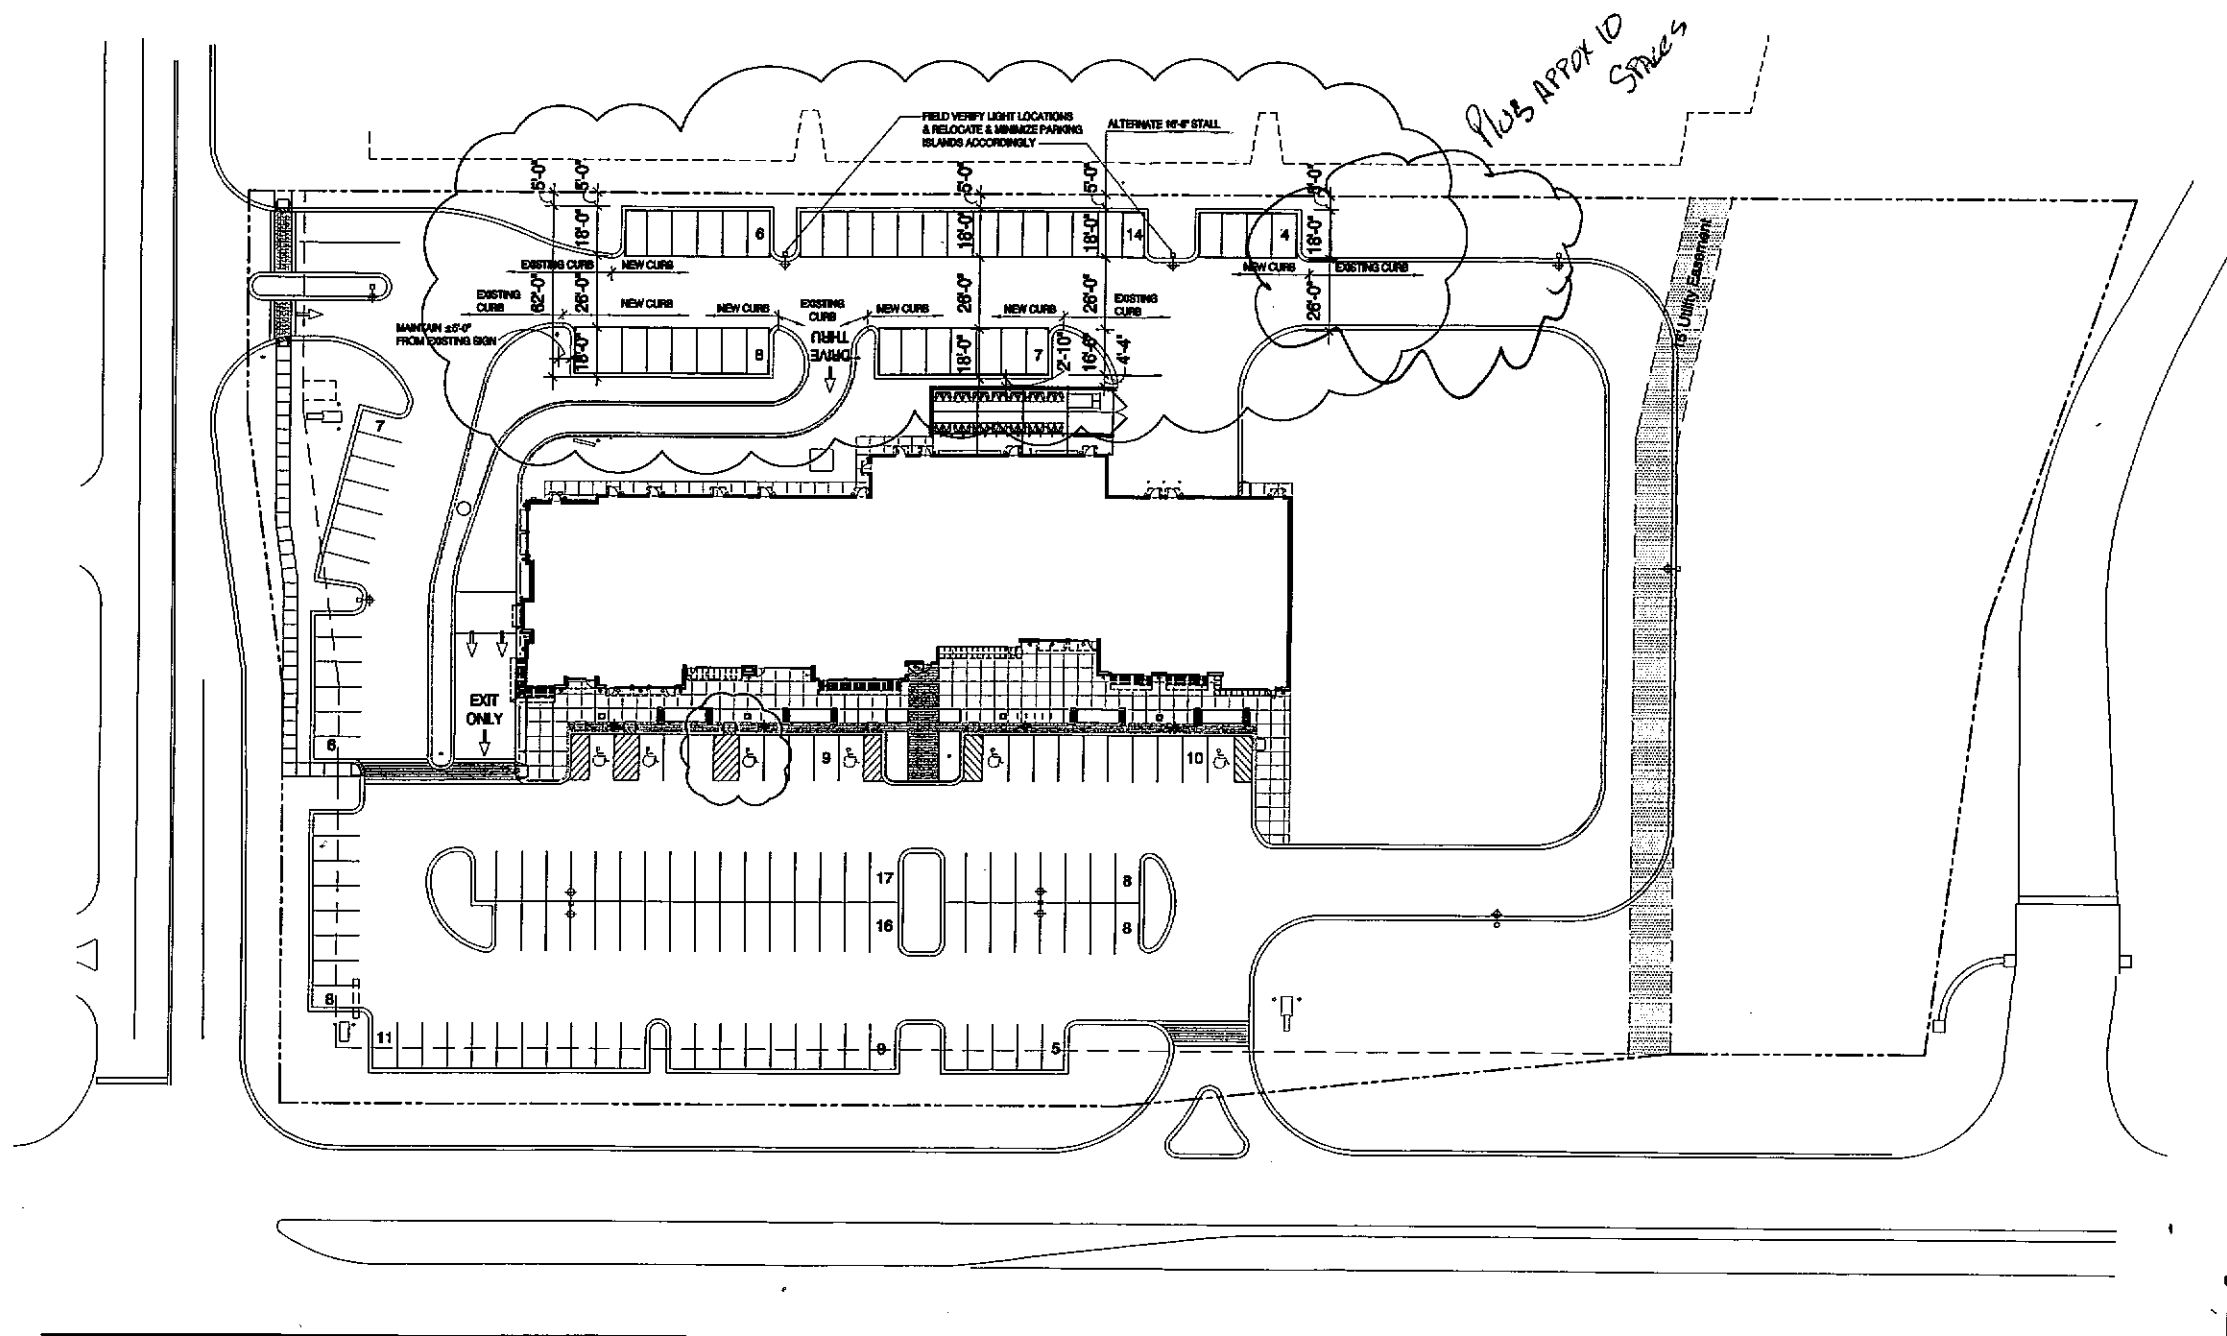 Plus APPOX 10
SPACES
FIELD VERIFY LIGHT LOCATIONS
& RELOCATE & MINIMIZE PARKING
ISLANDS ACCORDINGLY
ALTERNATE 16'-6" STALL
5'-0"
5'-0"
5'-0"
5'-0"
5'-0"
18'-0"
6
18'-0"
18'-0"
14
4
18'-0"
EXISTING CURB
NEW CURB
NEW CURB
EXISTING CURB
15' Utility Easement
62'-0"
26'-0"
26'-0"
26'-0"
26'-0"
EXISTING
CURB
NEW CURB
NEW CURB
EXISTING
CURB
NEW CURB
NEW CURB
EXISTING
CURB
MAINTAIN ±5'-0"
FROM EXISTING SIGN
18'-0"
8
DRIVE
THRU
18'-0"
7
2'-10"
16'-6"
4'-4"
7
EXIT
ONLY
6
9
10
17
8
16
8
8
11
9
5